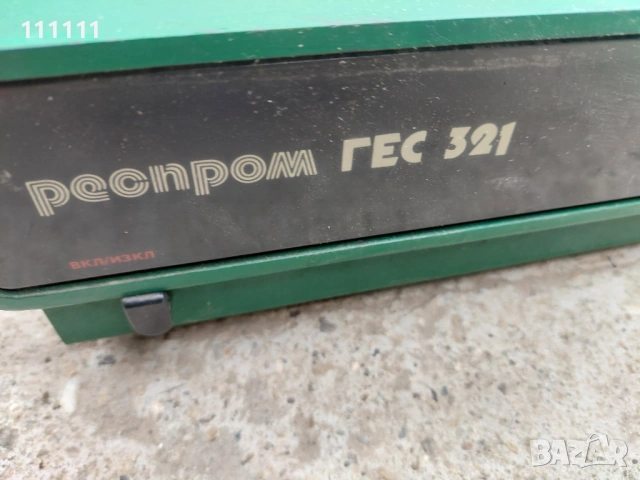 111111
респром ГЕС 321
ВКЛ/ИЗКЛ
BAZAR